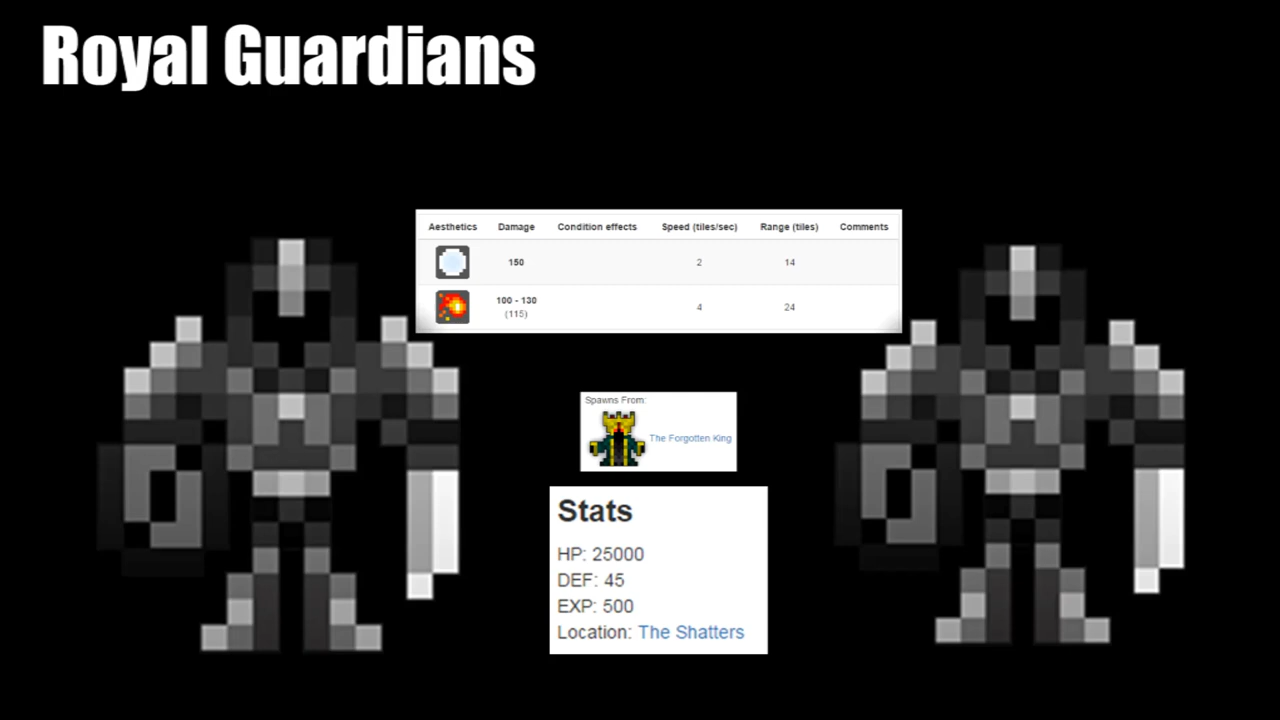 Royal Guardians
Aesthetics Damage Condition effects Speed (tiles/sec) Range (tiles) Comments
150 2 14
100 - 130
(115) 4 24
Spawns From:
The Forgotten King
Stats
HP: 25000
DEF: 45
EXP: 500
Location: The Shatters